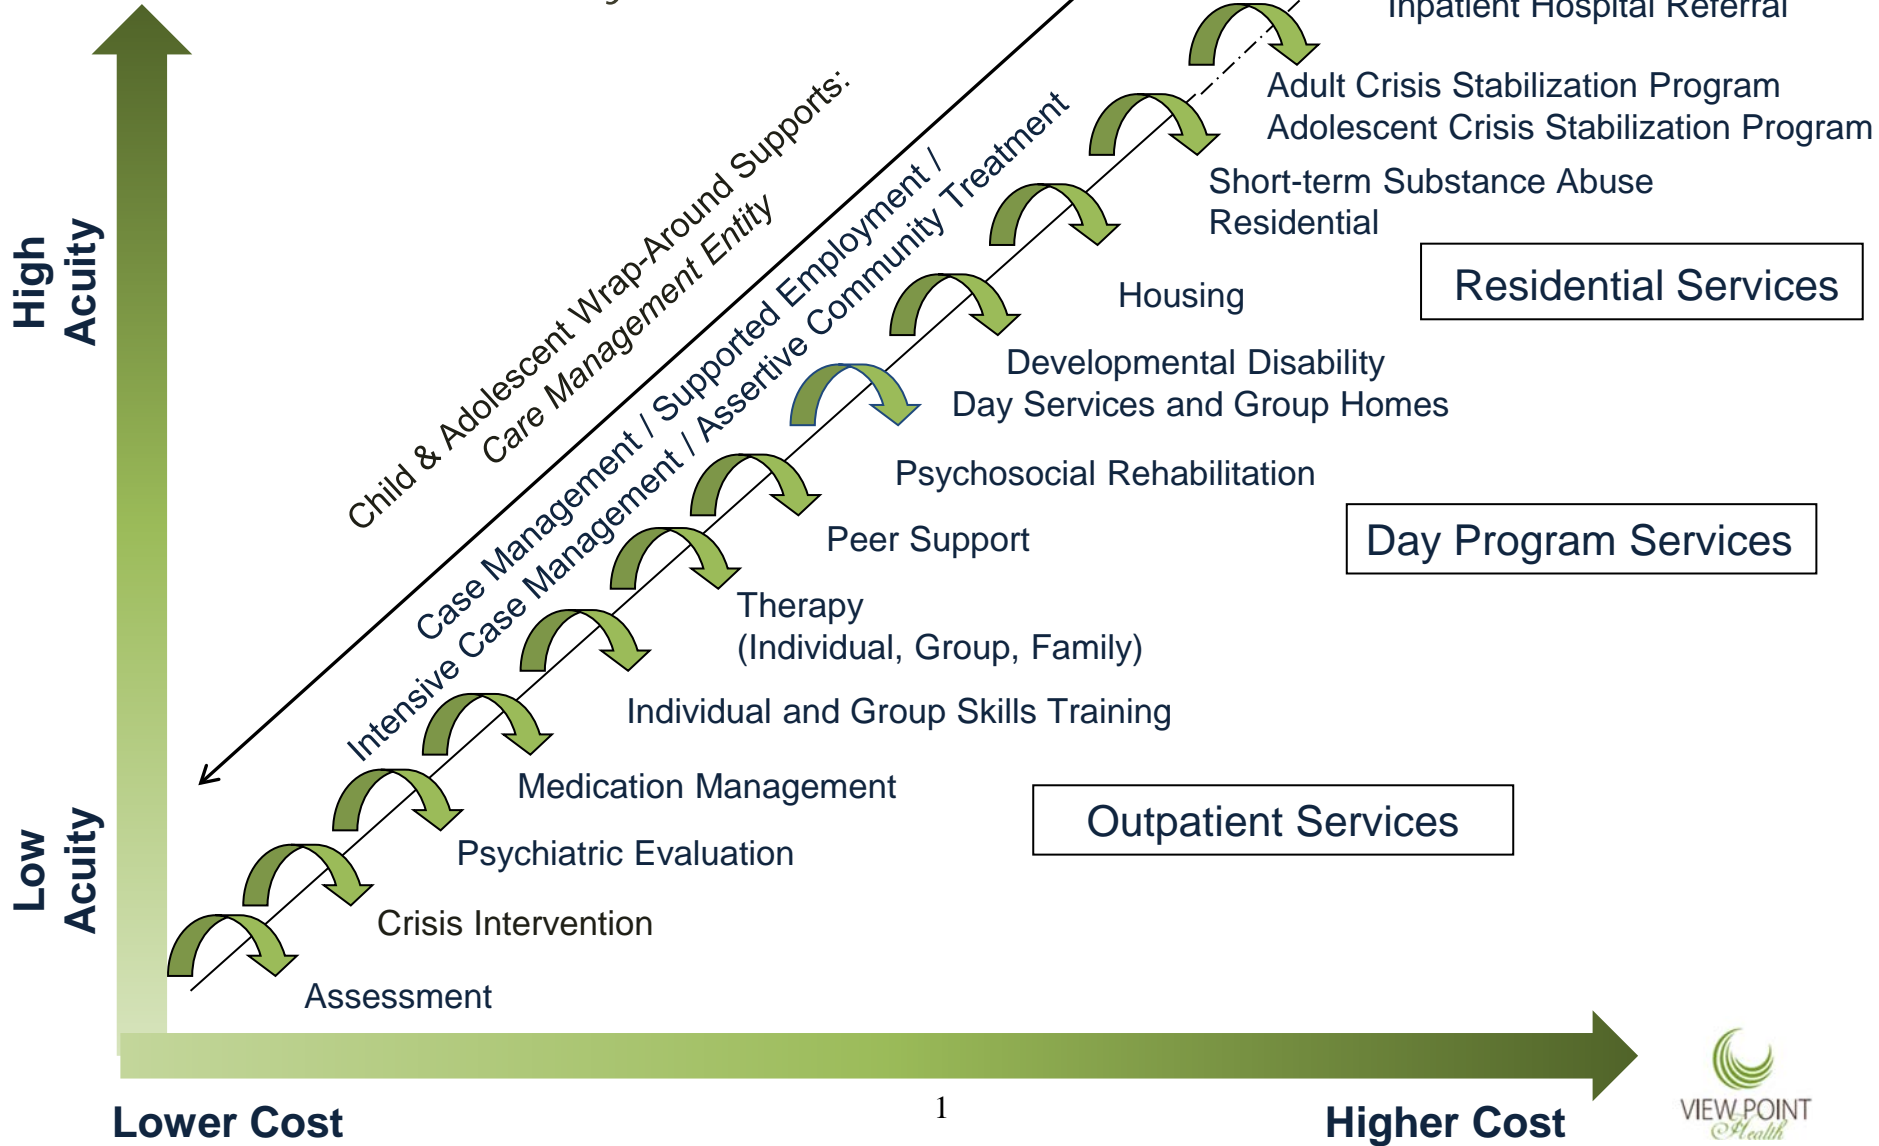 Inpatient Hospital Referral
Adult Crisis Stabilization Program
Adolescent Crisis Stabilization Program
Short-term Substance Abuse
Residential
Residential Services
Housing
Developmental Disability
Day Services and Group Homes
Psychosocial Rehabilitation
Day Program Services
Peer Support
Therapy
(Individual, Group, Family)
Individual and Group Skills Training
Medication Management
Outpatient Services
Psychiatric Evaluation
Crisis Intervention
Assessment
Child & Adolescent Wrap-Around Supports:
Care Management Entity
Case Management / Supported Employment /
Intensive Case Management / Assertive Community Treatment
High
Acuity
Low
Acuity
Lower Cost
1
Higher Cost
VIEW POINT
Health